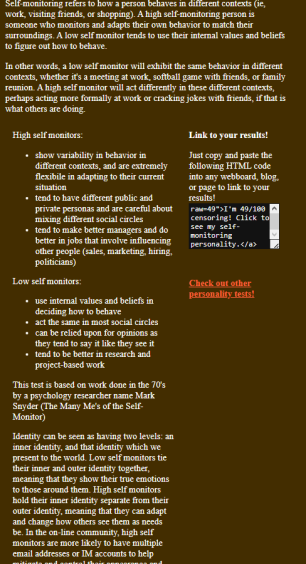 Self-monitoring refers to how a person behaves in different contexts (ie,
work, visiting friends, or shopping). A high self-monitoring person is
someone who monitors and adapts their own behavior to match their
surroundings. A low self monitor tends to use their internal values and beliefs
to figure out how to behave.
In other words, a low self monitor will exhibit the same behavior in different
contexts, whether it's a meeting at work, softball game with friends, or family
reunion. A high self monitor will act differently in these different contexts,
perhaps acting more formally at work or cracking jokes with friends, if that is
what others are doing.
High self monitors:
• show variability in behavior in
different contexts, and are extremely
flexibile in adapting to their current
situation
• tend to have different public and
private personas and are careful about
mixing different social circles
• tend to make better managers and do
better in jobs that involve influencing
other people (sales, marketing, hiring,
politicians)
Low self monitors:
• use internal values and beliefs in
deciding how to behave
• act the same in most social circles
• can be relied upon for opinions as
they tend to say it like they see it
• tend to be better in research and
project-based work
This test is based on work done in the 70's
by a psychology researcher name Mark
Snyder (The Many Me's of the Self-
Monitor)
Identity can be seen as having two levels: an
inner identity, and that identity which we
present to the world. Low self monitors tie
their inner and outer identity together,
meaning that they show their true emotions
to those around them. High self monitors
hold their inner identity separate from their
outer identity, meaning that they can adapt
and change how others see them as needs
be. In the on-line community, high self
monitors are more likely to have multiple
email addresses or IM accounts to help
mitigate and control their appearance and
Link to your results!
Just copy and paste the
following HTML code
into any webboard, blog,
or page to link to your
results!
raw=49">I'm 49/100
censoring! Click to
see my self-
monitoring
personality.</a>
Check out other
personality tests!